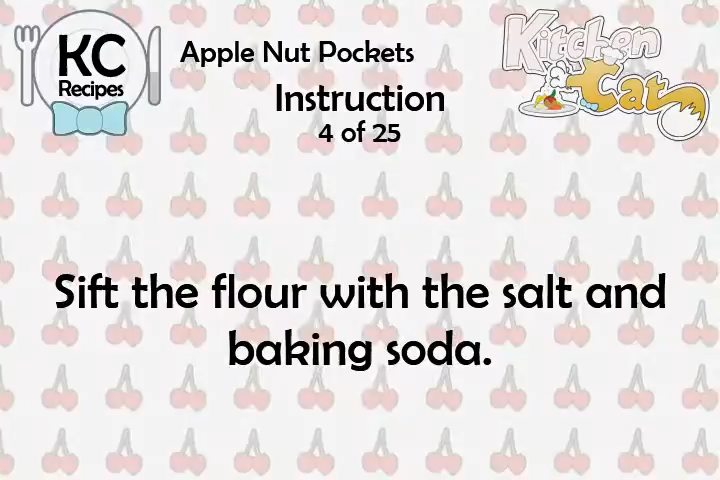 KC
Recipes
Apple Nut Pockets
Kitchen
Cat
Instruction
4 of 25
Sift the flour with the salt and
baking soda.